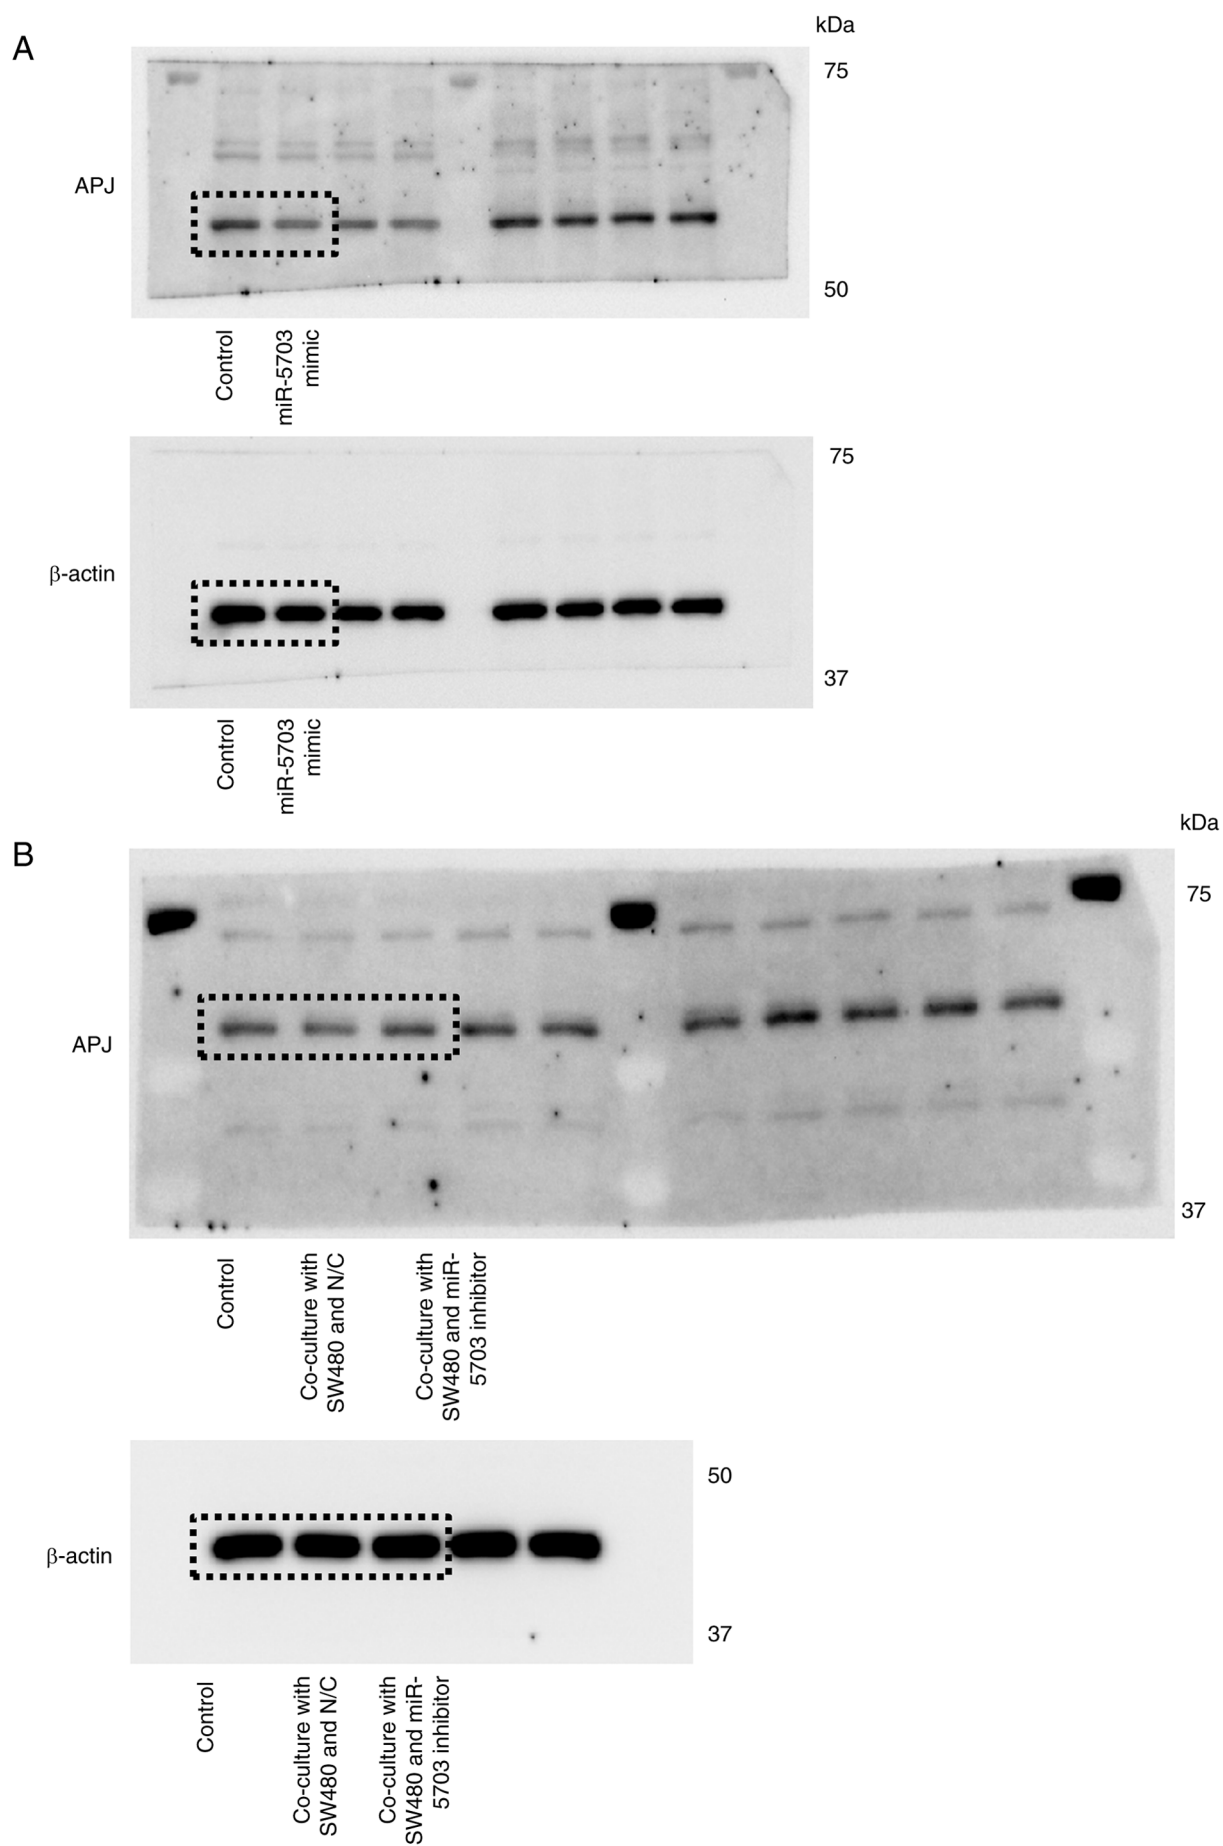 A
kDa
75
APJ
50
Control
miR-5703
mimic
75
β-actin
37
Control
miR-5703
mimic
B
kDa
75
APJ
37
Control
Co-culture with
SW480 and N/C
Co-culture with
SW480 and miR-
5703 inhibitor
50
β-actin
37
Control
Co-culture with
SW480 and N/C
Co-culture with
SW480 and miR-
5703 inhibitor